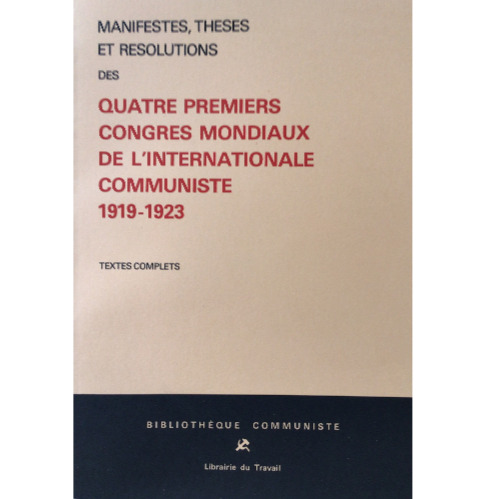 MANIFESTES, THESES
ET RESOLUTIONS
DES
QUATRE PREMIERS
CONGRES MONDIAUX
DE L'INTERNATIONALE
COMMUNISTE
1919-1923
TEXTES COMPLETS
BIBLIOTHÈQUE COMMUNISTE
Librairie du Travail